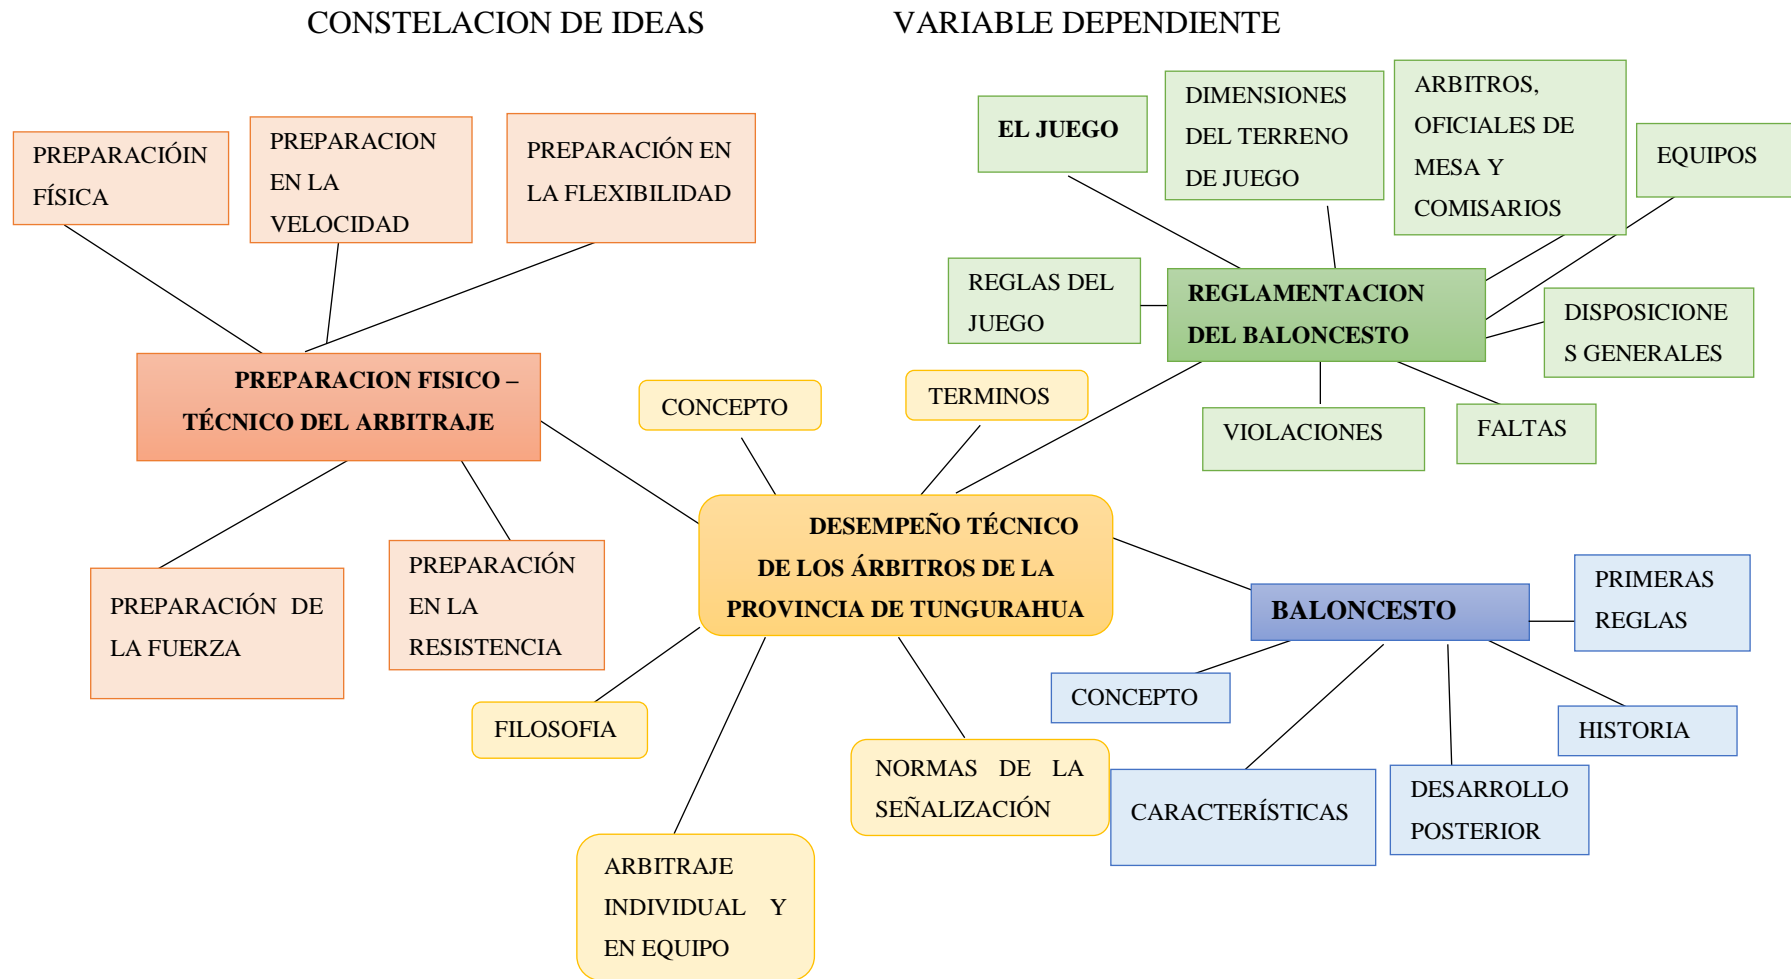 CONSTELACION DE IDEAS
VARIABLE DEPENDIENTE
PREPARACIÓIN
FÍSICA
PREPARACION
EN LA
VELOCIDAD
PREPARACIÓN EN
LA FLEXIBILIDAD
EL JUEGO
DIMENSIONES
DEL TERRENO
DE JUEGO
ARBITROS,
OFICIALES DE
MESA Y
COMISARIOS
EQUIPOS
REGLAS DEL
JUEGO
REGLAMENTACION
DEL BALONCESTO
DISPOSICIONE
S GENERALES
PREPARACION FISICO –
TÉCNICO DEL ARBITRAJE
CONCEPTO
TERMINOS
VIOLACIONES
FALTAS
DESEMPEÑO TÉCNICO
DE LOS ÁRBITROS DE LA
PROVINCIA DE TUNGURAHUA
PREPARACIÓN DE
LA FUERZA
PREPARACIÓN
EN LA
RESISTENCIA
BALONCESTO
PRIMERAS
REGLAS
FILOSOFIA
NORMAS DE LA
SEÑALIZACIÓN
CONCEPTO
HISTORIA
CARACTERÍSTICAS
DESARROLLO
POSTERIOR
ARBITRAJE
INDIVIDUAL Y
EN EQUIPO